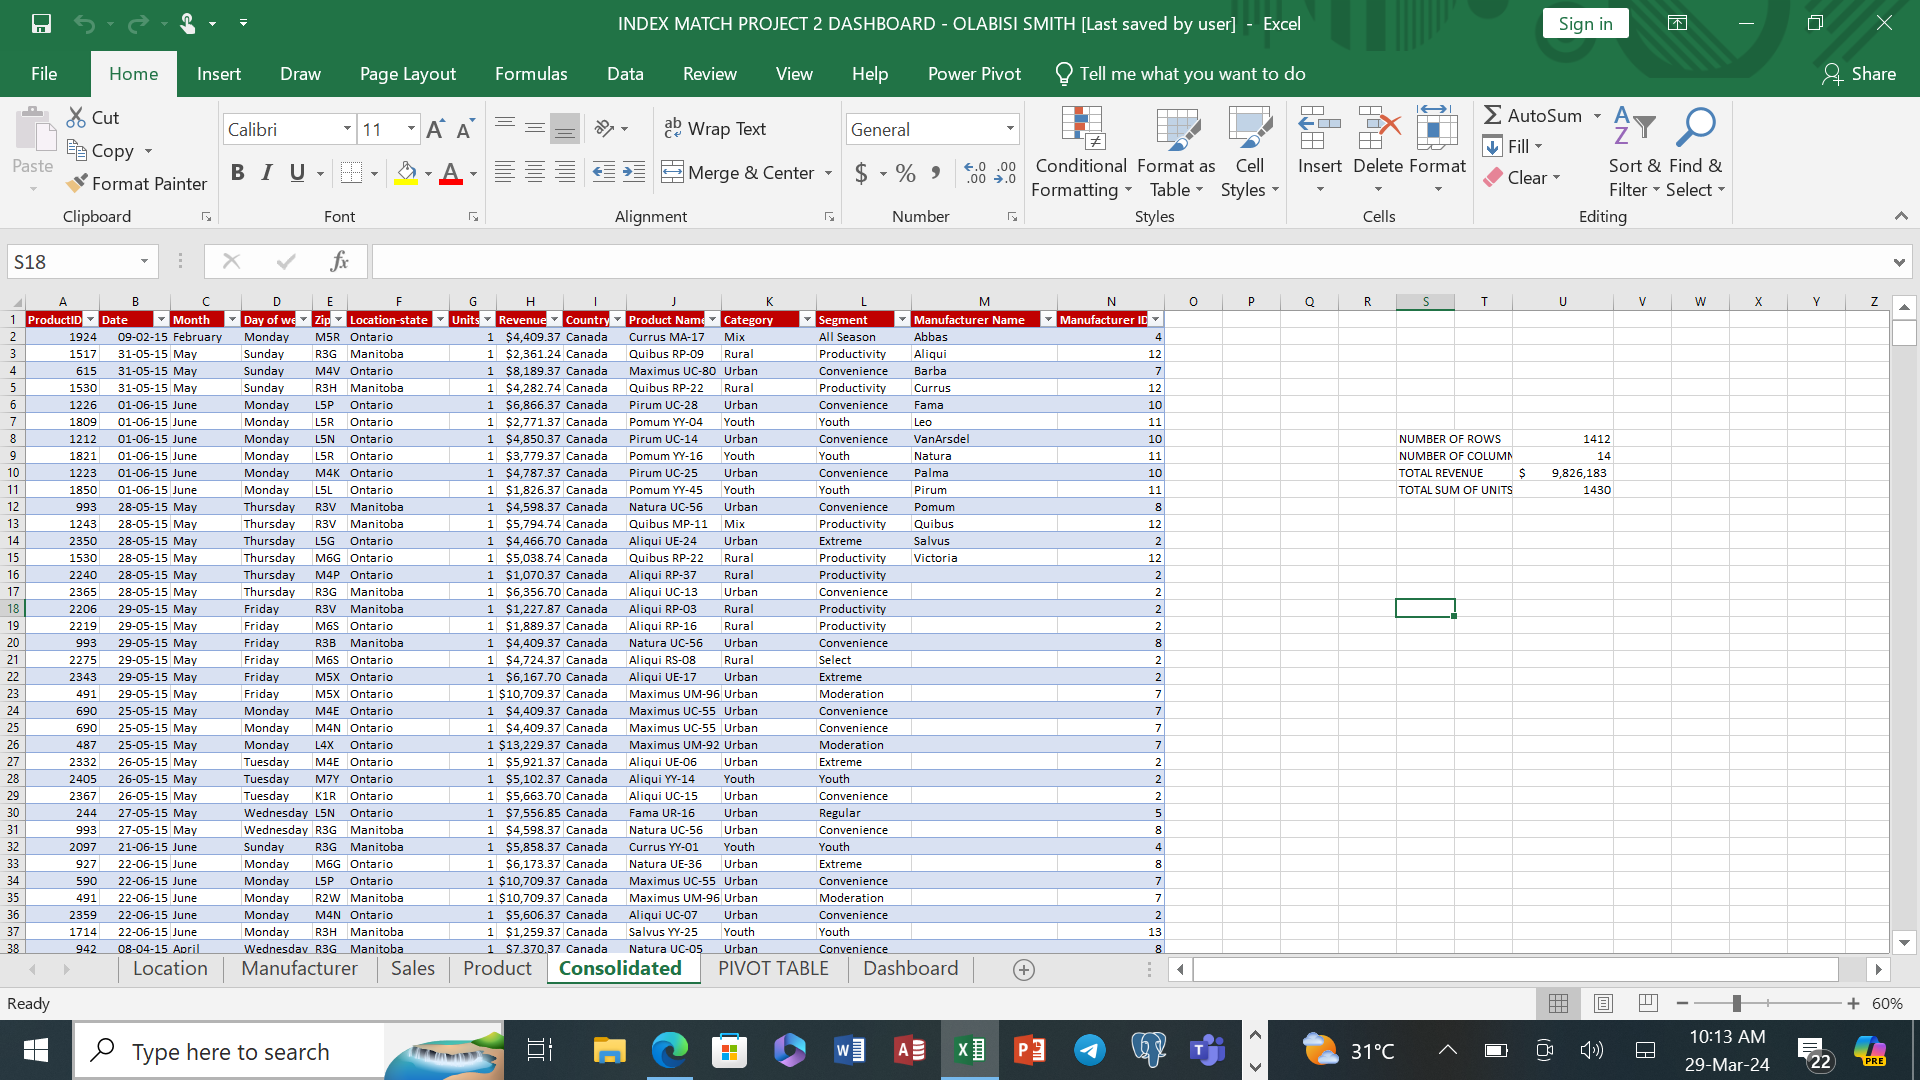 INDEX MATCH PROJECT 2 DASHBOARD - OLABISI SMITH [Last saved by user] - Excel
Sign in
File Home Insert Draw Page Layout Formulas Data Review View Help Power Pivot Tell me what you want to do Share
Paste
Cut
Copy
Format Painter
Calibri 11
B I U
Wrap Text
Merge & Center
General
$ % ,
Conditional Formatting
Format as Table
Cell Styles
Insert Delete Format
AutoSum
Fill
Clear
Sort & Filter
Find & Select
Clipboard Font Alignment Number Styles Cells Editing
S18 fx
A B C D E F G H I J K L M N O P Q R S T U V W X Y Z
1 ProductID Date Month Day of we Zip Location-state Units Revenue Country Product Name Category Segment Manufacturer Name Manufacturer ID
2 1924 09-02-15 February Monday M5R Ontario 1 $4,409.37 Canada Currus MA-17 Mix All Season Abbas 4
3 1517 31-05-15 May Sunday R3G Manitoba 1 $2,361.24 Canada Quibus RP-09 Rural Productivity Aliqui 12
4 615 31-05-15 May Sunday M4V Ontario 1 $8,189.37 Canada Maximus UC-80 Urban Convenience Barba 7
5 1530 31-05-15 May Sunday R3H Manitoba 1 $4,282.74 Canada Quibus RP-22 Rural Productivity Currus 12
6 1226 01-06-15 June Monday L5P Ontario 1 $6,866.37 Canada Pirum UC-28 Urban Convenience Fama 10
7 1809 01-06-15 June Monday L5R Ontario 1 $2,771.37 Canada Pomum YY-04 Youth Youth Leo 11
8 1212 01-06-15 June Monday L5N Ontario 1 $4,850.37 Canada Pirum UC-14 Urban Convenience VanArsdel 10 NUMBER OF ROWS 1412
9 1821 01-06-15 June Monday L5R Ontario 1 $3,779.37 Canada Pomum YY-16 Youth Youth Natura 11 NUMBER OF COLUMN 14
10 1223 01-06-15 June Monday M4K Ontario 1 $4,787.37 Canada Pirum UC-25 Urban Convenience Palma 10 TOTAL REVENUE $ 9,826,183
11 1850 01-06-15 June Monday L5L Ontario 1 $1,826.37 Canada Pomum YY-45 Youth Youth Pirum 11 TOTAL SUM OF UNITS 1430
12 993 28-05-15 May Thursday R3V Manitoba 1 $4,598.37 Canada Natura UC-56 Urban Convenience Pomum 8
13 1243 28-05-15 May Thursday R3V Manitoba 1 $5,794.74 Canada Quibus MP-11 Mix Productivity Quibus 12
14 2350 28-05-15 May Thursday L5G Ontario 1 $4,466.70 Canada Aliqui UE-24 Urban Extreme Salvus 2
15 1530 28-05-15 May Thursday M6G Ontario 1 $5,038.74 Canada Quibus RP-22 Rural Productivity Victoria 12
16 2240 28-05-15 May Thursday M4P Ontario 1 $1,070.37 Canada Aliqui RP-37 Rural Productivity 2
17 2365 28-05-15 May Thursday R3G Manitoba 1 $6,356.70 Canada Aliqui UC-13 Urban Convenience 2
18 2206 29-05-15 May Friday R3V Manitoba 1 $1,227.87 Canada Aliqui RP-03 Rural Productivity 2
19 2219 29-05-15 May Friday M6S Ontario 1 $1,889.37 Canada Aliqui RP-16 Rural Productivity 2
20 993 29-05-15 May Friday R3B Manitoba 1 $4,409.37 Canada Natura UC-56 Urban Convenience 8
21 2275 29-05-15 May Friday M6S Ontario 1 $4,724.37 Canada Aliqui RS-08 Rural Select 2
22 2343 29-05-15 May Friday M5X Ontario 1 $6,167.70 Canada Aliqui UE-17 Urban Extreme 2
23 491 29-05-15 May Friday M5X Ontario 1 $10,709.37 Canada Maximus UM-96 Urban Moderation 7
24 690 25-05-15 May Monday M4E Ontario 1 $4,409.37 Canada Maximus UC-55 Urban Convenience 7
25 690 25-05-15 May Monday M4N Ontario 1 $4,409.37 Canada Maximus UC-55 Urban Convenience 7
26 487 25-05-15 May Monday L4X Ontario 1 $13,229.37 Canada Maximus UM-92 Urban Moderation 7
27 2332 26-05-15 May Tuesday M4E Ontario 1 $5,921.37 Canada Aliqui UE-06 Urban Extreme 2
28 2405 26-05-15 May Tuesday M7Y Ontario 1 $5,102.37 Canada Aliqui YY-14 Youth Youth 2
29 2367 26-05-15 May Tuesday K1R Ontario 1 $5,663.70 Canada Aliqui UC-15 Urban Convenience 2
30 244 27-05-15 May Wednesday L5N Ontario 1 $7,556.85 Canada Fama UR-16 Urban Regular 5
31 993 27-05-15 May Wednesday R3G Manitoba 1 $4,598.37 Canada Natura UC-56 Urban Convenience 8
32 2097 21-06-15 June Sunday R3G Manitoba 1 $5,858.37 Canada Currus YY-01 Youth Youth 4
33 927 22-06-15 June Monday M6G Ontario 1 $6,173.37 Canada Natura UE-36 Urban Extreme 8
34 590 22-06-15 June Monday L5P Ontario 1 $10,709.37 Canada Maximus UC-55 Urban Convenience 7
35 491 22-06-15 June Monday R2W Manitoba 1 $10,709.37 Canada Maximus UM-96 Urban Moderation 7
36 2359 22-06-15 June Monday M4N Ontario 1 $5,606.37 Canada Aliqui UC-07 Urban Convenience 2
37 1714 22-06-15 June Monday R3H Manitoba 1 $1,259.37 Canada Salvus YY-25 Youth Youth 13
38 942 08-04-15 April Wednesday R3G Manitoba 1 $7,370.37 Canada Natura UC-05 Urban Convenience 8
Location Manufacturer Sales Product Consolidated PIVOT TABLE Dashboard
Ready 60%
Type here to search
31°C
10:13 AM
29-Mar-24
22
PRE